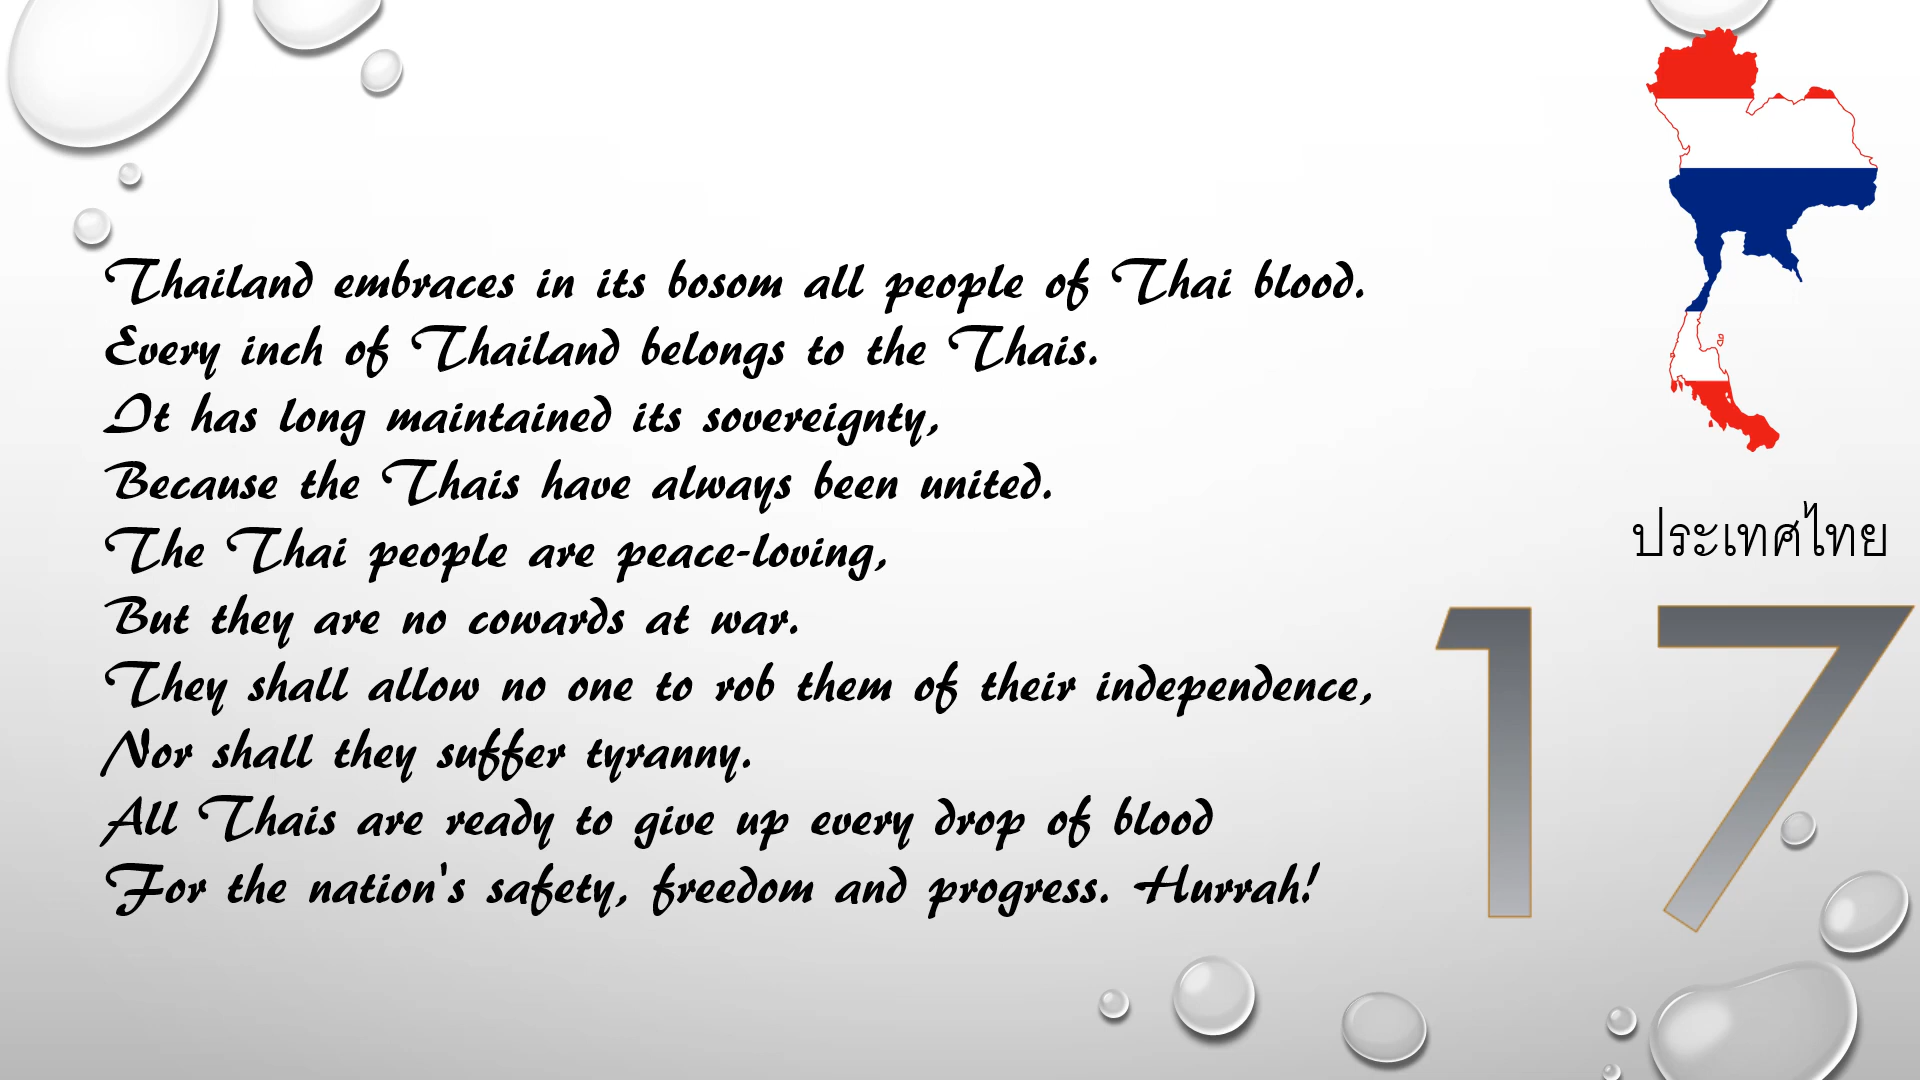 Thailand embraces in its bosom all people of Thai blood.
Every inch of Thailand belongs to the Thais.
It has long maintained its sovereignty,
Because the Thais have always been united.
The Thai people are peace-loving,
But they are no cowards at war.
They shall allow no one to rob them of their independence,
Nor shall they suffer tyranny.
All Thais are ready to give up every drop of blood
For the nation's safety, freedom and progress. Hurrah!
ประเทศไทย
17